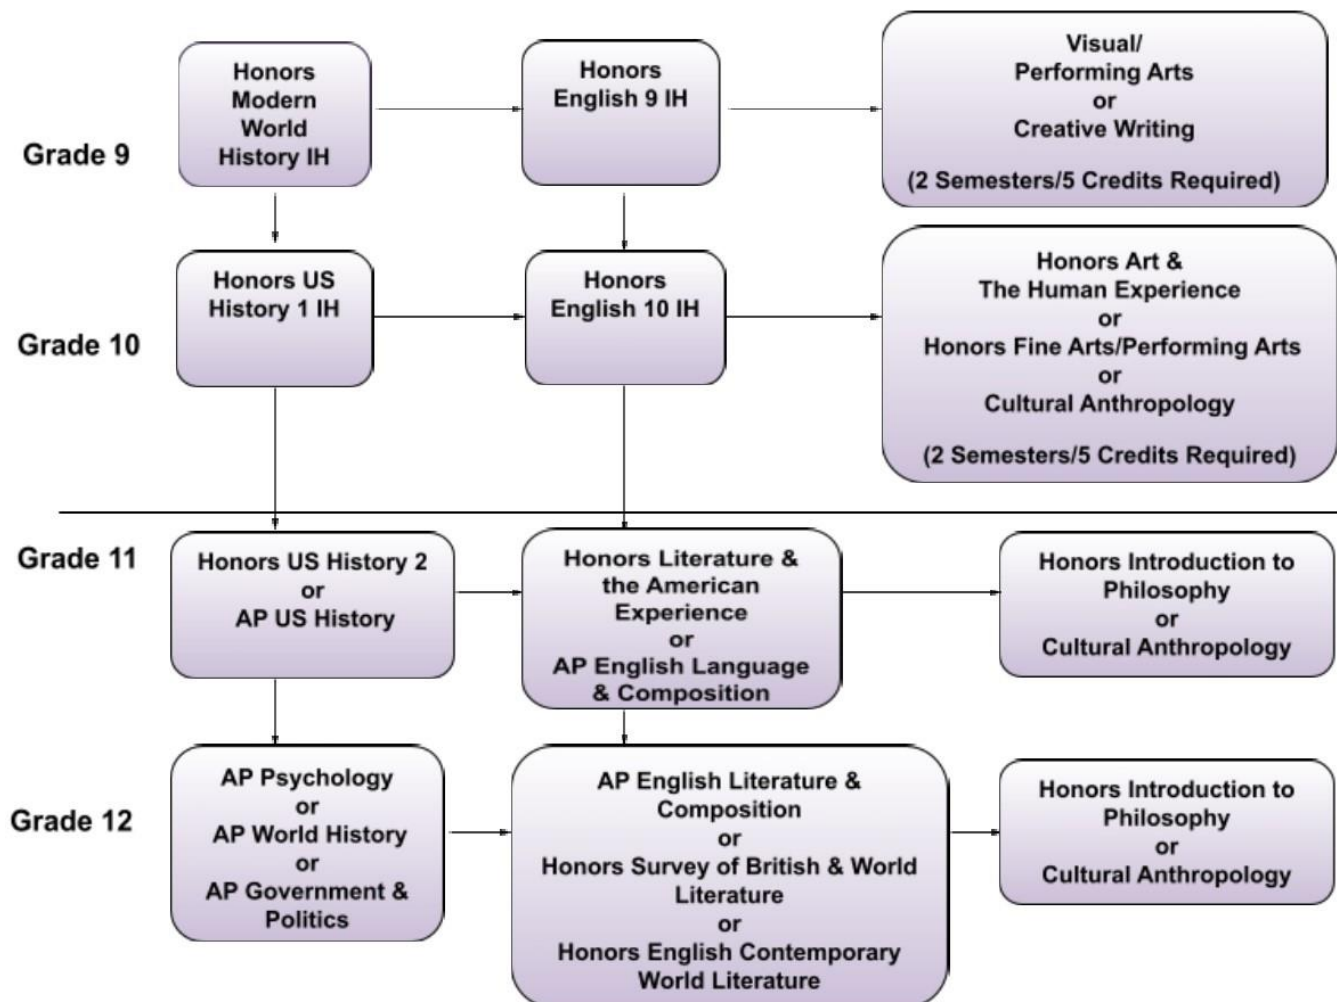 Grade 9
Honors
Modern
World
History IH
Honors
English 9 IH
Visual/
Performing Arts
or
Creative Writing
(2 Semesters/5 Credits Required)
Grade 10
Honors US
History 1 IH
Honors
English 10 IH
Honors Art &
The Human Experience
or
Honors Fine Arts/Performing Arts
or
Cultural Anthropology
(2 Semesters/5 Credits Required)
Grade 11
Honors US History 2
or
AP US History
Honors Literature &
the American
Experience
or
AP English Language
& Composition
Honors Introduction to
Philosophy
or
Cultural Anthropology
Grade 12
AP Psychology
or
AP World History
or
AP Government &
Politics
AP English Literature &
Composition
or
Honors Survey of British & World
Literature
or
Honors English Contemporary
World Literature
Honors Introduction to
Philosophy
or
Cultural Anthropology